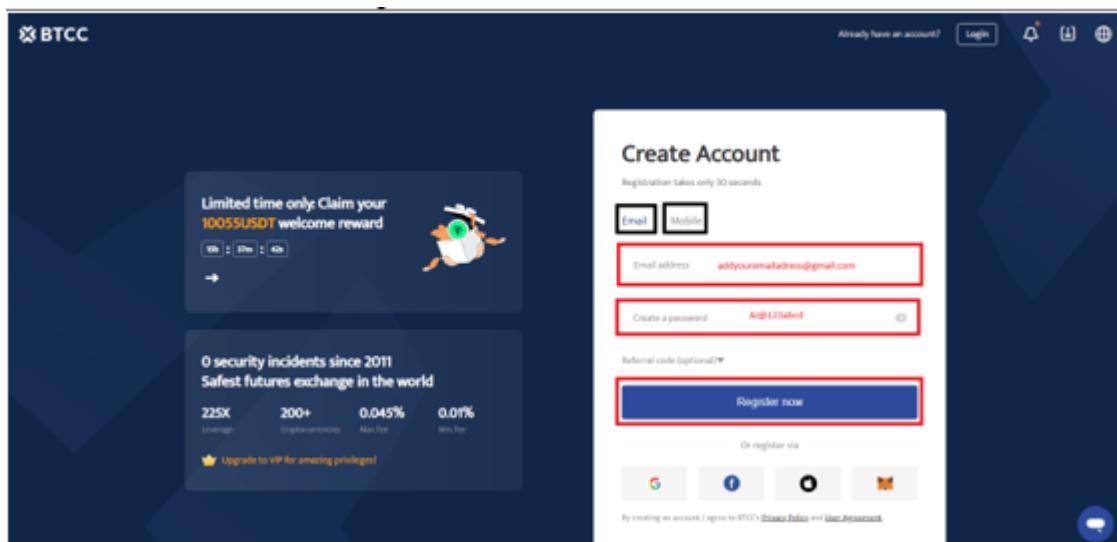 BTCC
Already have an account?
Login
Create Account
Registration takes only 30 seconds
Email Mobile
Limited time only: Claim your
10055USDT welcome reward
15h : 37m : 42s
Email address addyouremailadress@gmail.com
Create a password Al@123abcd
Referral code (optional)
0 security incidents since 2011
Safest futures exchange in the world
225X 200+ 0.045% 0.01%
Leverage Cryptocurrencies Max.fee Min.fee
Upgrade to VIP for amazing privileges!
Register now
Or register via
By creating an account, I agree to BTCC's Privacy Policy and User Agreement.